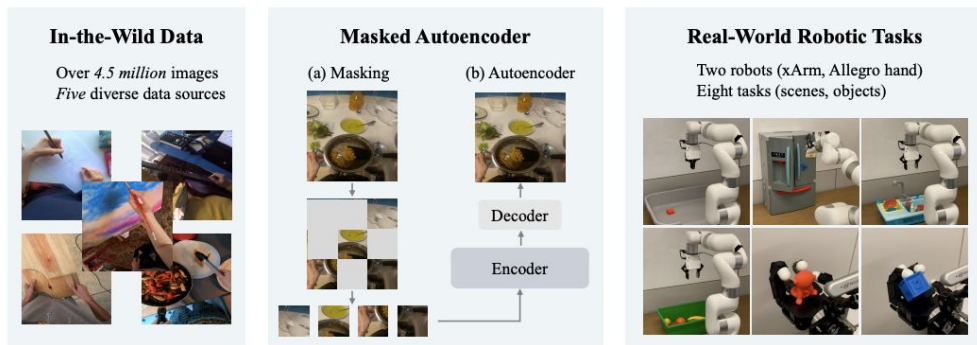 In-the-Wild Data
Over 4.5 million images
Five diverse data sources
Masked Autoencoder
(a) Masking
(b) Autoencoder
Decoder
Encoder
Real-World Robotic Tasks
Two robots (xArm, Allegro hand)
Eight tasks (scenes, objects)